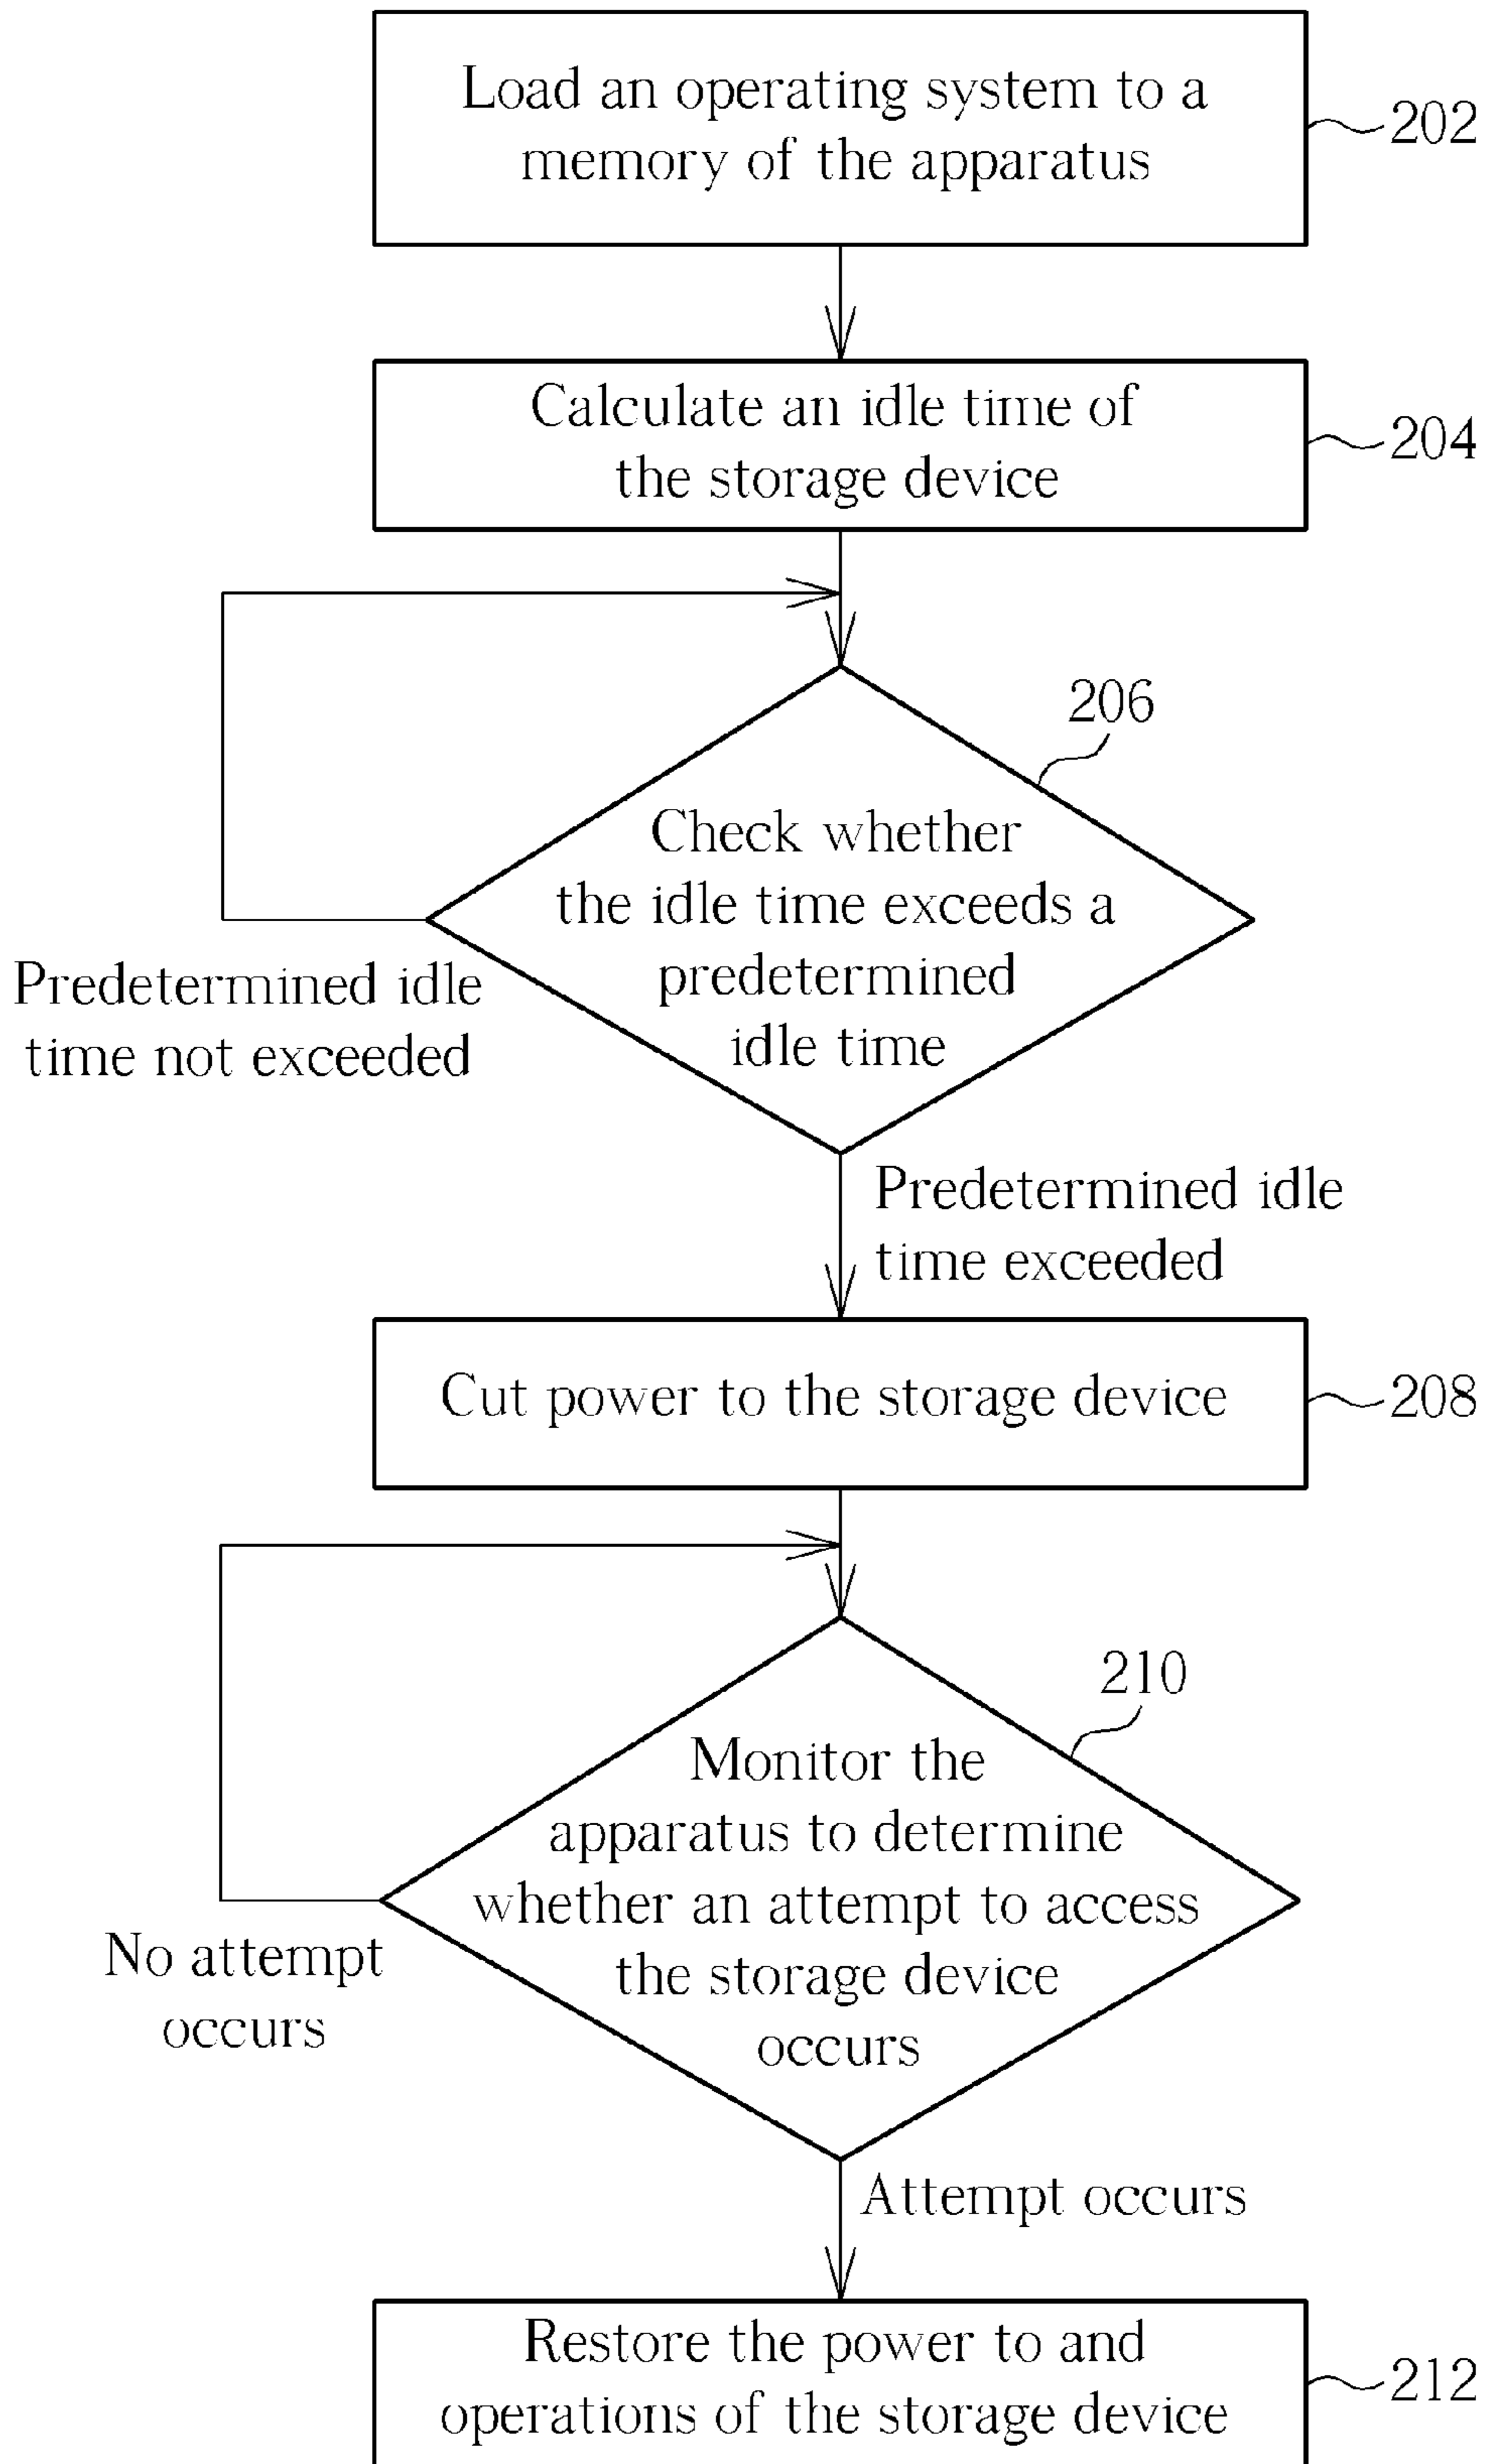 Load an operating system to a
memory of the apparatus
202
Calculate an idle time of
the storage device
204
206
Check whether
the idle time exceeds a
predetermined
idle time
Predetermined idle
time not exceeded
Predetermined idle
time exceeded
Cut power to the storage device
208
210
Monitor the
apparatus to determine
whether an attempt to access
the storage device
occurs
No attempt
occurs
Attempt occurs
Restore the power to and
operations of the storage device
212